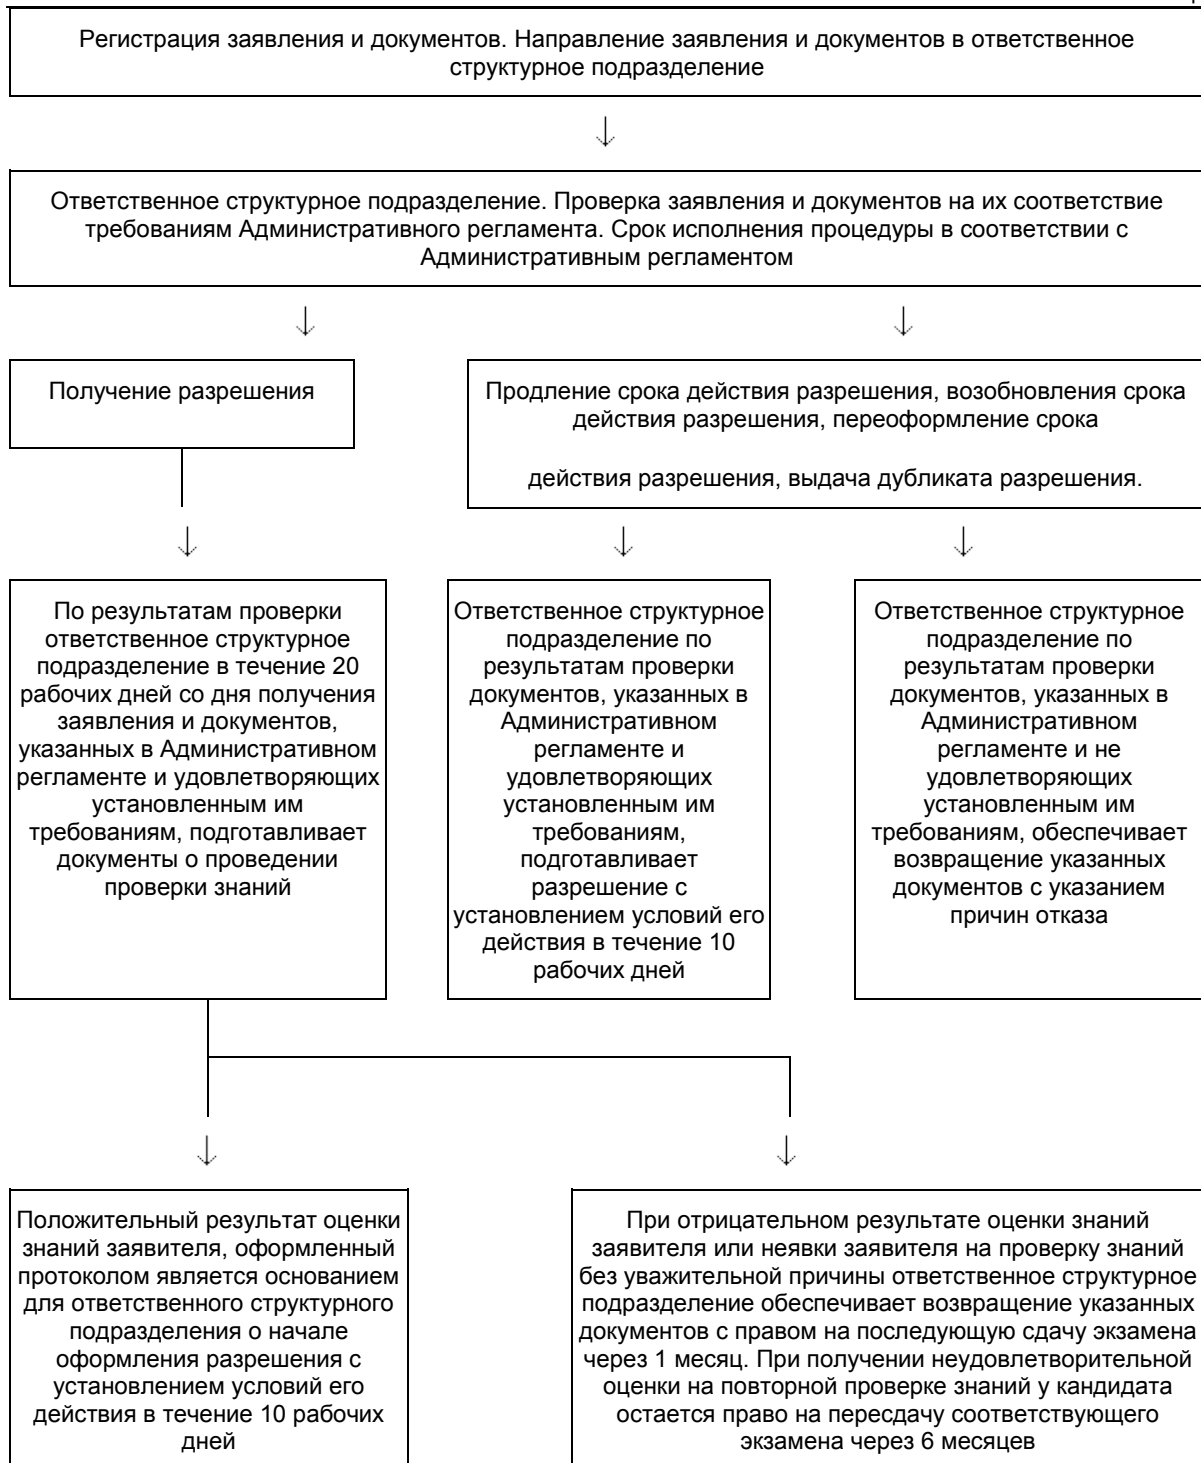 Регистрация заявления и документов. Направление заявления и документов в ответственное
структурное подразделение
↓
Ответственное структурное подразделение. Проверка заявления и документов на их соответствие
требованиям Административного регламента. Срок исполнения процедуры в соответствии с
Административным регламентом
↓
↓
Получение разрешения
Продление срока действия разрешения, возобновления срока
действия разрешения, переоформление срока
действия разрешения, выдача дубликата разрешения.
↓
↓
↓
По результатам проверки
ответственное структурное
подразделение в течение 20
рабочих дней со дня получения
заявления и документов,
указанных в Административном
регламенте и удовлетворяющих
установленным им
требованиям, подготавливает
документы о проведении
проверки знаний
Ответственное структурное
подразделение по
результатам проверки
документов, указанных в
Административном
регламенте и
удовлетворяющих
установленным им
требованиям,
подготавливает
разрешение с
установлением условий его
действия в течение 10
рабочих дней
Ответственное структурное
подразделение по
результатам проверки
документов, указанных в
Административном
регламенте и не
удовлетворяющих
установленным им
требованиям, обеспечивает
возвращение указанных
документов с указанием
причин отказа
↓
↓
Положительный результат оценки
знаний заявителя, оформленный
протоколом является основанием
для ответственного структурного
подразделения о начале
оформления разрешения с
установлением условий его
действия в течение 10 рабочих
дней
При отрицательном результате оценки знаний
заявителя или неявки заявителя на проверку знаний
без уважительной причины ответственное структурное
подразделение обеспечивает возвращение указанных
документов с правом на последующую сдачу экзамена
через 1 месяц. При получении неудовлетворительной
оценки на повторной проверке знаний у кандидата
остается право на пересдачу соответствующего
экзамена через 6 месяцев